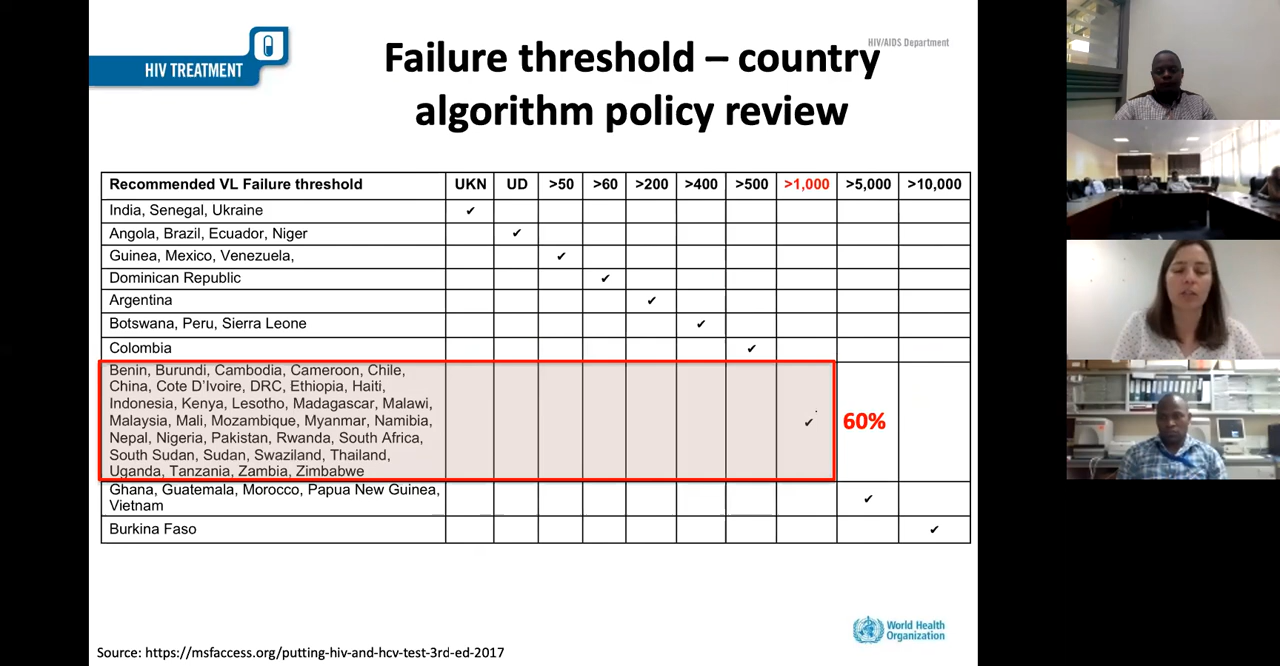 HIV/AIDS Department
HIV TREATMENT
Failure threshold – country
algorithm policy review
Recommended VL Failure threshold UKN UD >50 >60 >200 >400 >500 >1,000 >5,000 >10,000
India, Senegal, Ukraine ✔
Angola, Brazil, Ecuador, Niger ✔
Guinea, Mexico, Venezuela, ✔
Dominican Republic ✔
Argentina ✔
Botswana, Peru, Sierra Leone ✔
Colombia ✔
Benin, Burundi, Cambodia, Cameroon, Chile,
China, Cote D'Ivoire, DRC, Ethiopia, Haiti,
Indonesia, Kenya, Lesotho, Madagascar, Malawi,
Malaysia, Mali, Mozambique, Myanmar, Namibia, ✔ 60%
Nepal, Nigeria, Pakistan, Rwanda, South Africa,
South Sudan, Sudan, Swaziland, Thailand,
Uganda, Tanzania, Zambia, Zimbabwe
Ghana, Guatemala, Morocco, Papua New Guinea, ✔
Vietnam
Burkina Faso ✔
World Health
Organization
Source: https://msfaccess.org/putting-hiv-and-hcv-test-3rd-ed-2017